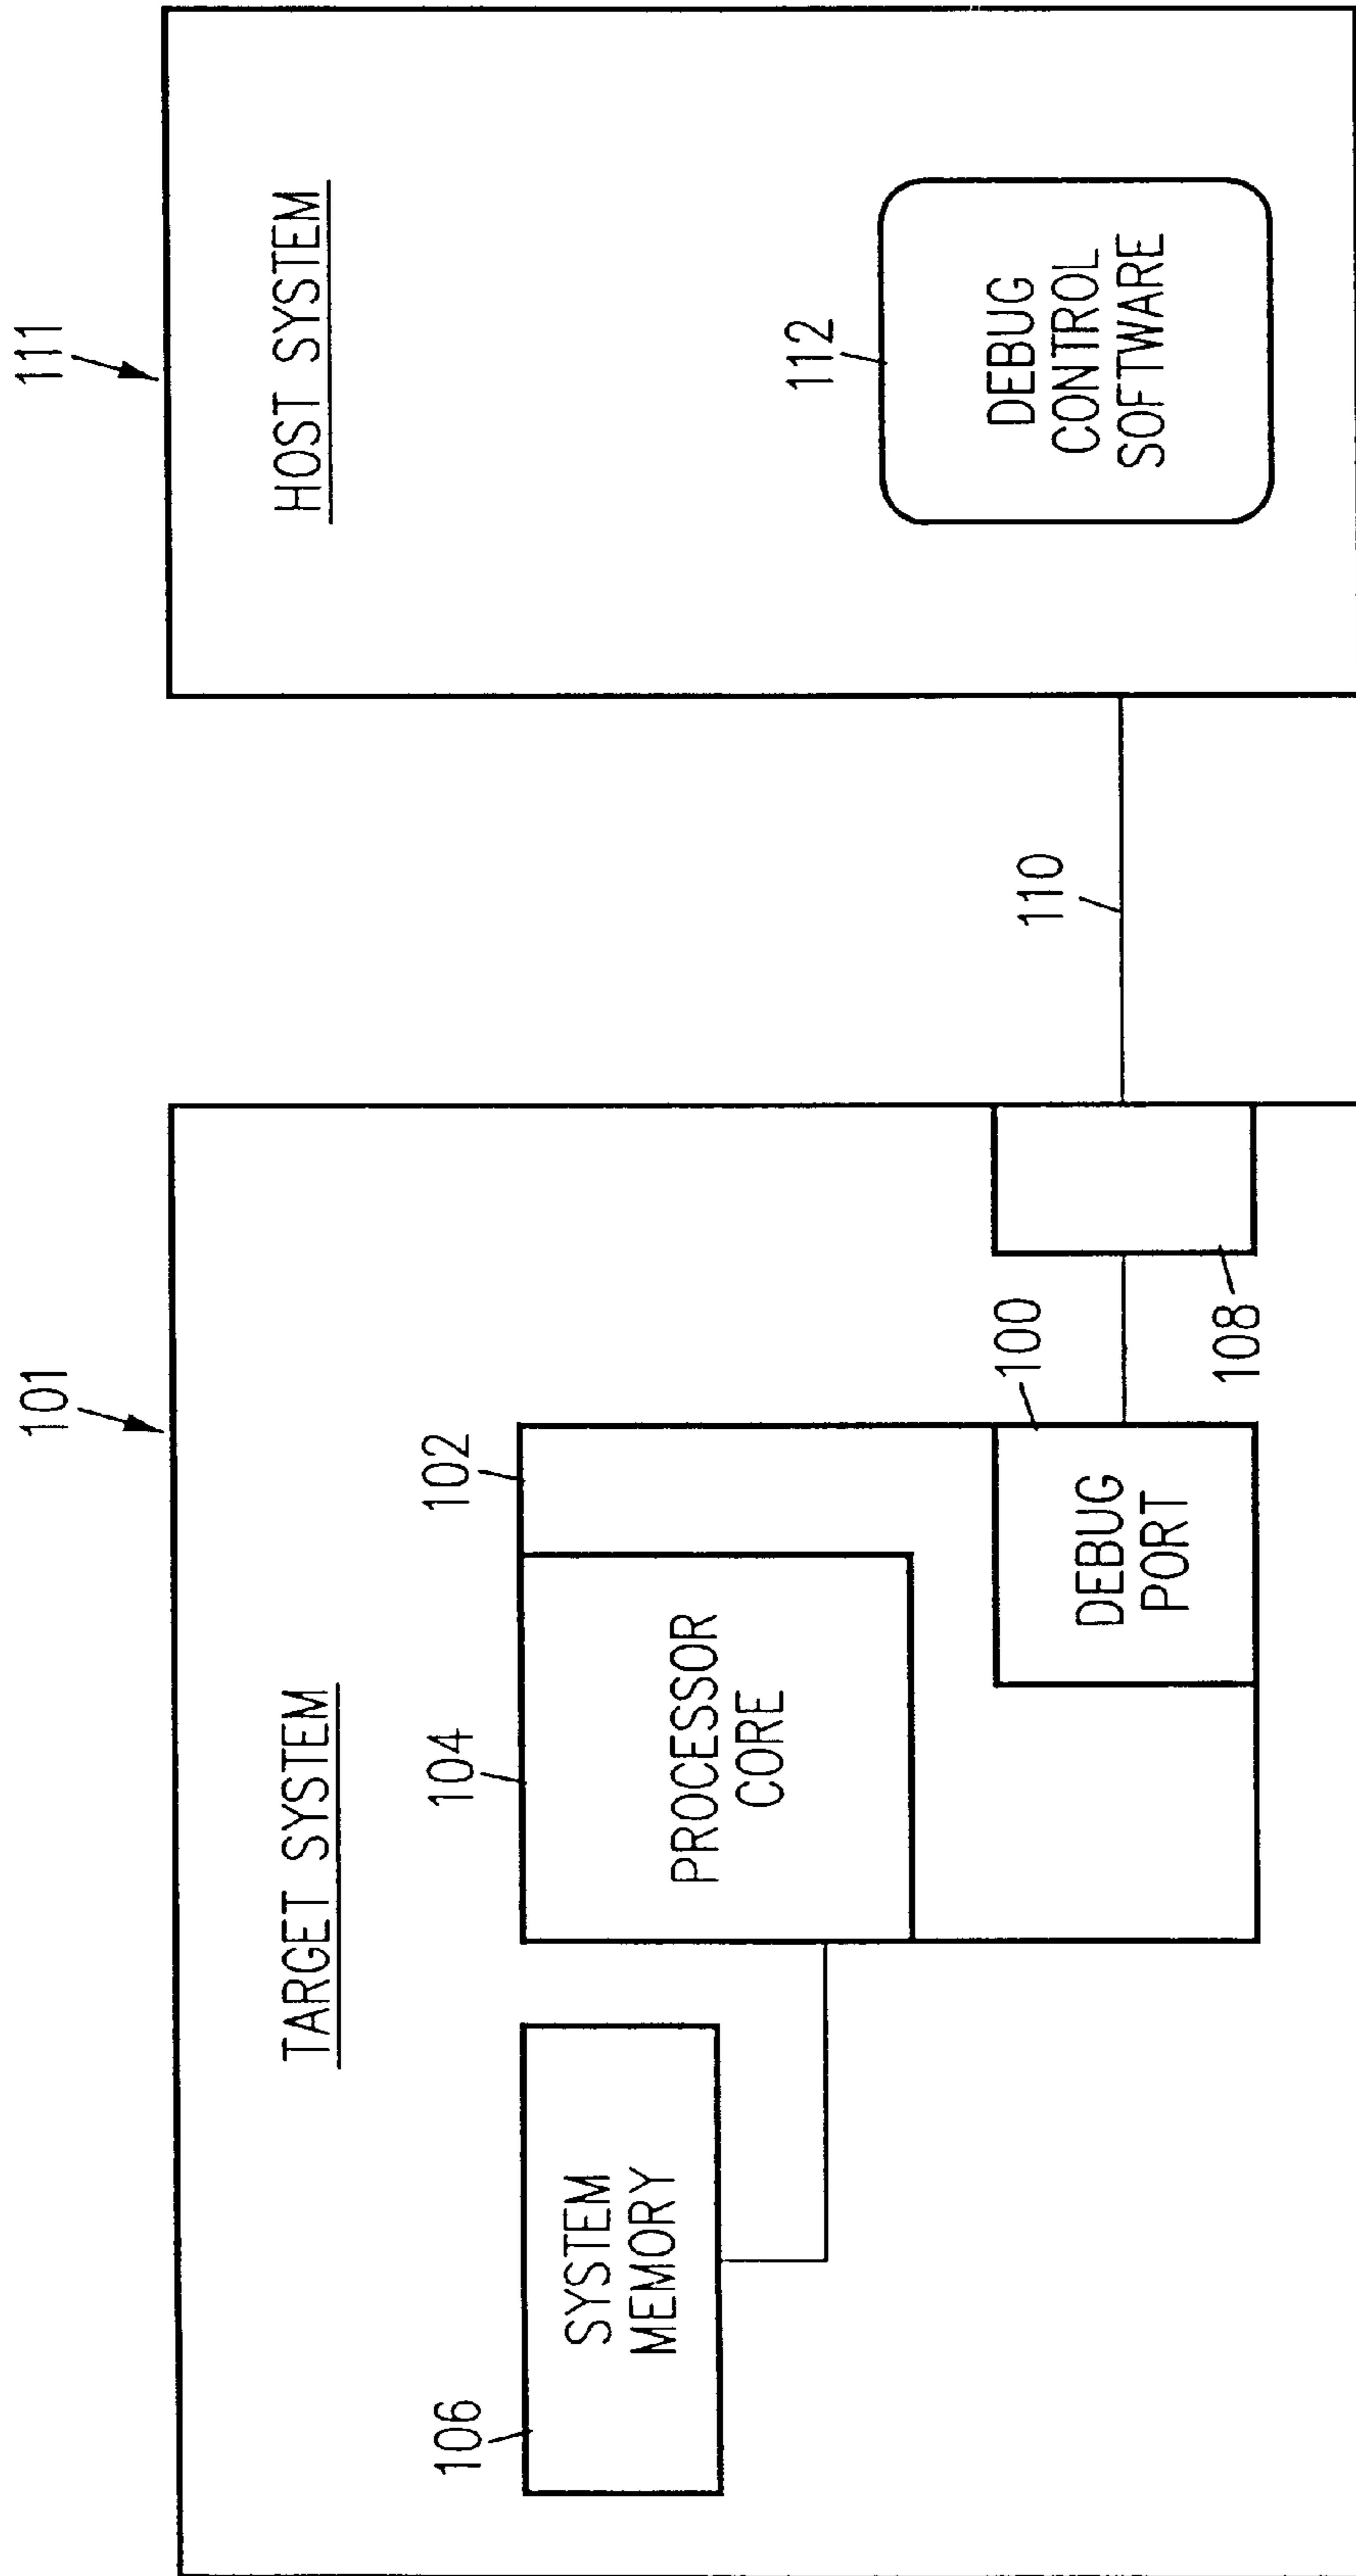 101
111
TARGET SYSTEM
HOST SYSTEM
106
104
102
SYSTEM
MEMORY
PROCESSOR
CORE
100
DEBUG
PORT
108
110
112
DEBUG
CONTROL
SOFTWARE